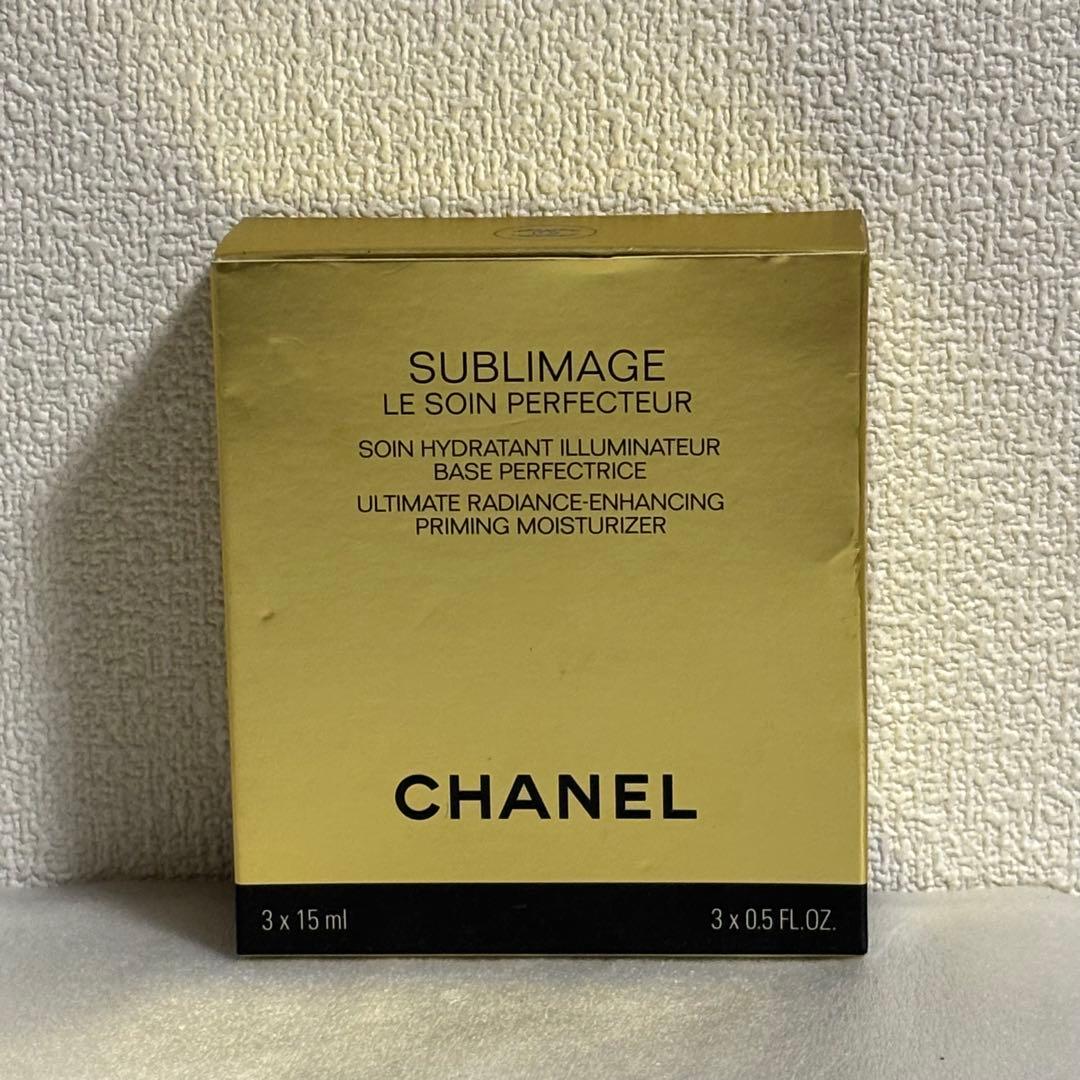 SUBLIMAGE
LE SOIN PERFECTEUR
SOIN HYDRATANT ILLUMINATEUR
BASE PERFECTRICE
ULTIMATE RADIANCE-ENHANCING
PRIMING MOISTURIZER
CHANEL
3 x 15 ml
3 x 0.5 FL.OZ.